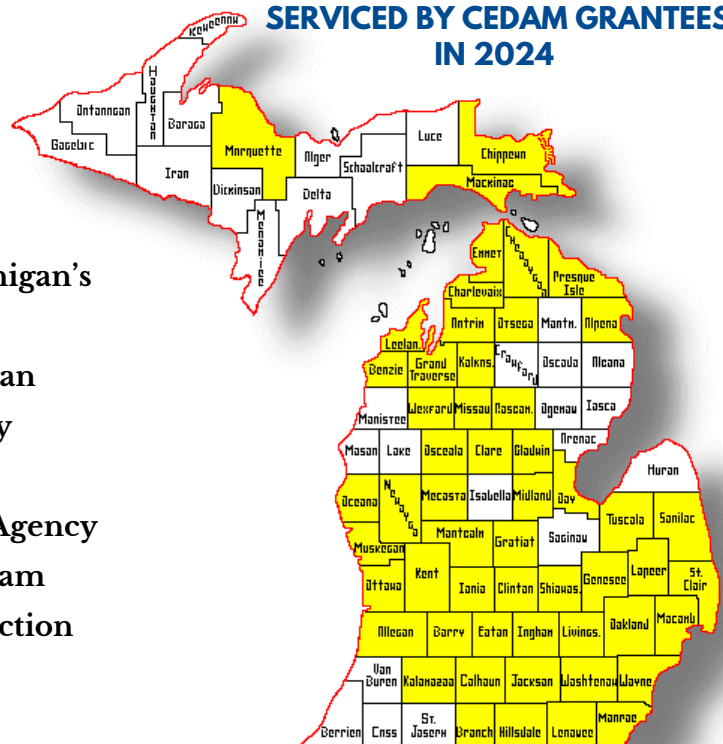 SERVICED BY CEDAM GRANTEES
IN 2024
nigan's
an
y
Agency
am
ction
Keweenaw
Houghton
Ontonagon
Baraga
Gogebic
Iron
Marquette
Dickinson
Menominee
Alger
Delta
Schoolcraft
Luce
Chippewa
Mackinac
Emmet
Cheboygan
Presque
Isle
Charlevoix
Antrim
Otsego
Montm.
Alpena
Leelan.
Benzie
Grand
Traverse
Kalkns.
Crawford
Oscoda
Alcona
Manistee
Wexford
Missau
Roscom.
Ogemaw
Iosco
Arenac
Mason
Lake
Osceola
Clare
Gladwin
Huron
Oceana
Newaygo
Mecosta
Isabella
Midland
Bay
Tuscola
Sanilac
Muskegon
Montcalm
Gratiot
Saginaw
Ottawa
Kent
Ionia
Clinton
Shiawas.
Genesee
Lapeer
St.
Clair
Allegan
Barry
Eaton
Ingham
Livings.
Oakland
Macomb
Van
Buren
Kalamazoo
Calhoun
Jackson
Washtenaw
Wayne
Berrien
Cass
St.
Joseph
Branch
Hillsdale
Lenawee
Monroe